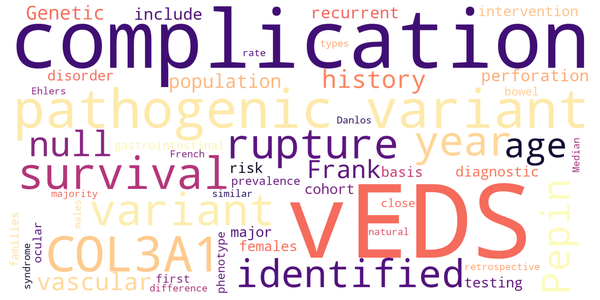 Genetic include recurrent intervention
complication
rate types
disorder population history perforation
Ehlers bowel
pathogenic variant
Danlos
null gastrointestinal rupture year age
French Median
survival risk Frank basis diagnostic
prevalence cohort
majority similar close
males variant vEDS Pepin
families ocular major natural
COL3A1 phenotype females
syndrome vascular first identified retrospective
difference testing